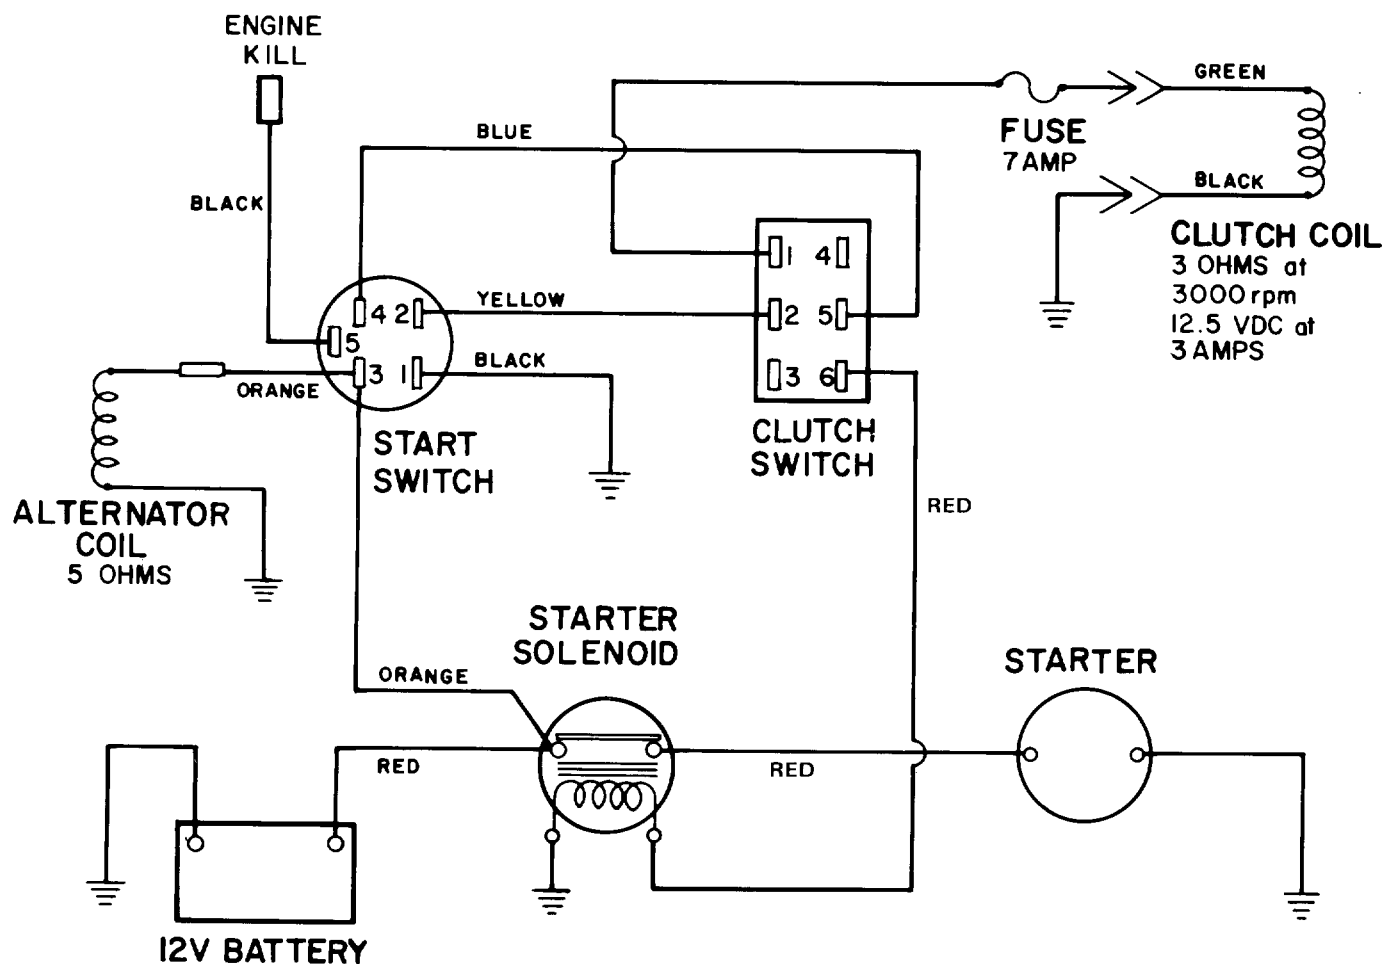 ENGINE
KILL
GREEN
FUSE
7AMP
BLUE
BLACK
BLACK
CLUTCH COIL
3 OHMS at
3000rpm
12.5 VDC at
3 AMPS
1 4
2 5
3 6
YELLOW
4 2
5
3 1
BLACK
ORANGE
START
SWITCH
CLUTCH
SWITCH
ALTERNATOR
COIL
5 OHMS
RED
STARTER
SOLENOID
STARTER
ORANGE
RED
RED
12V BATTERY